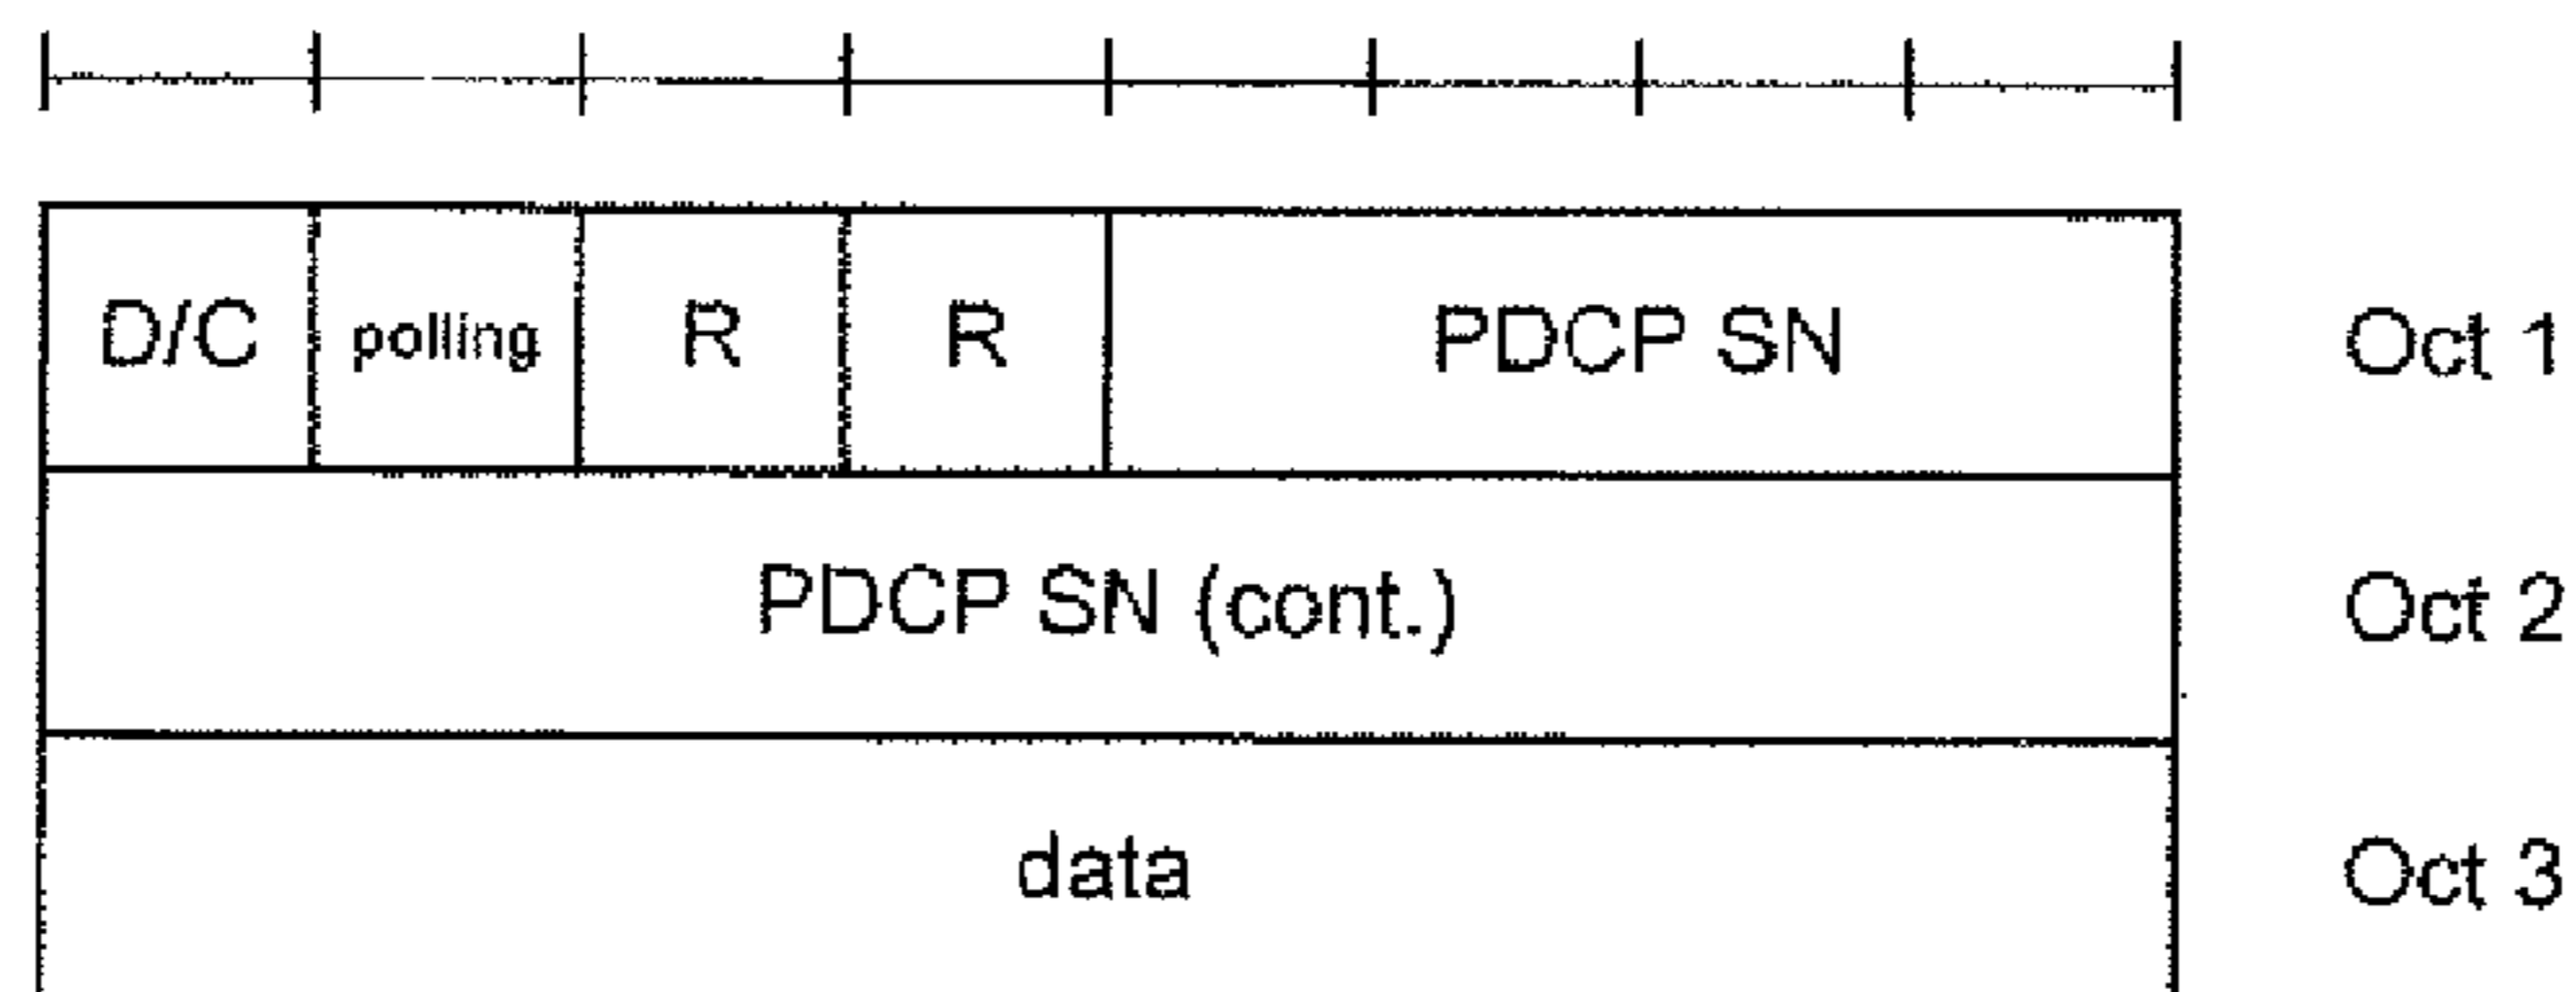 D/C polling R R PDCP SN Oct 1
PDCP SN (cont.) Oct 2
data Oct 3